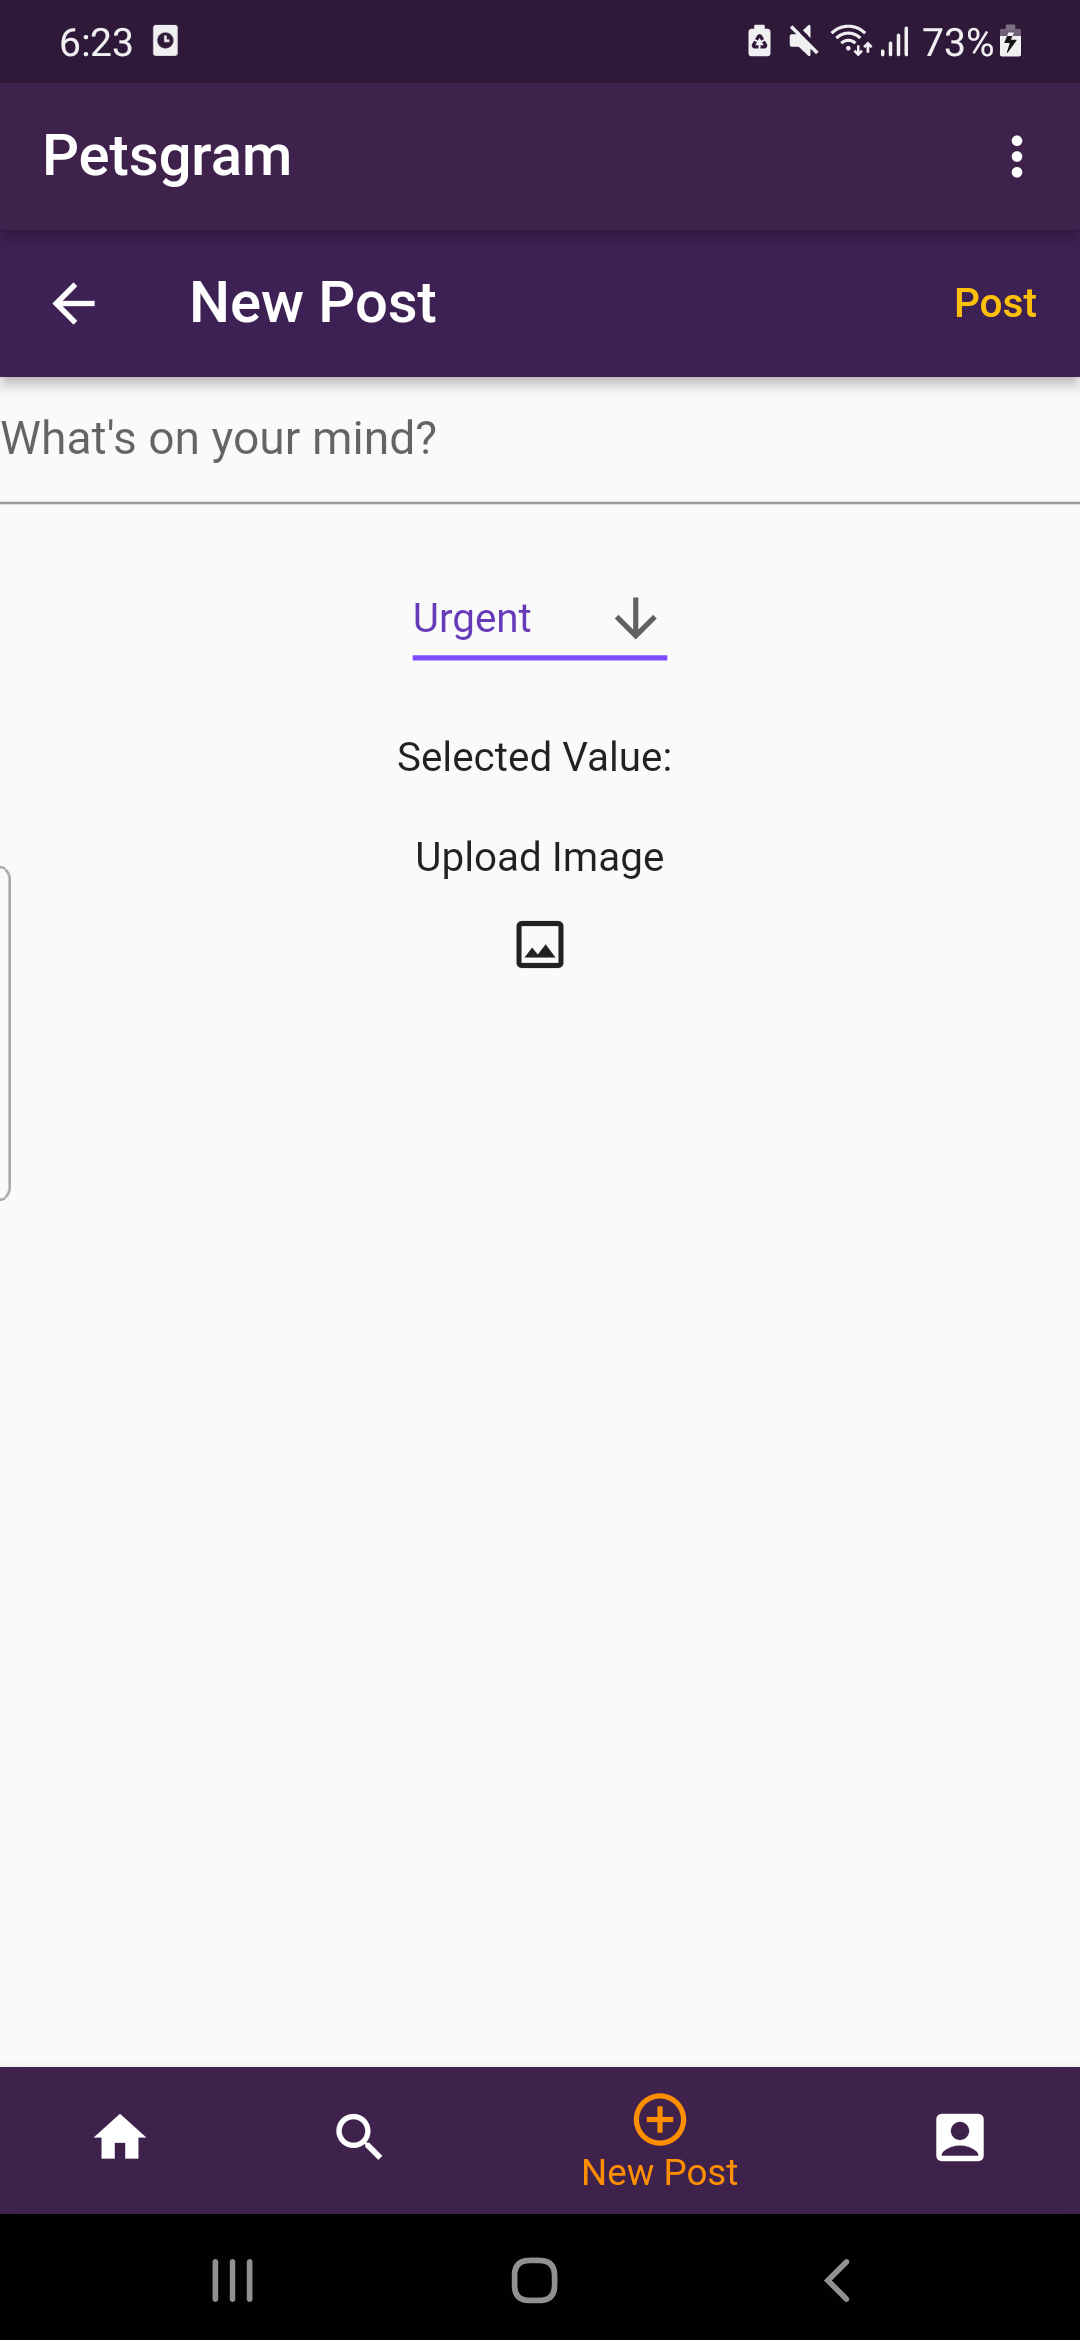 6:23 73%
Petsgram
New Post Post
What's on your mind?
Urgent
Selected Value:
Upload Image
New Post